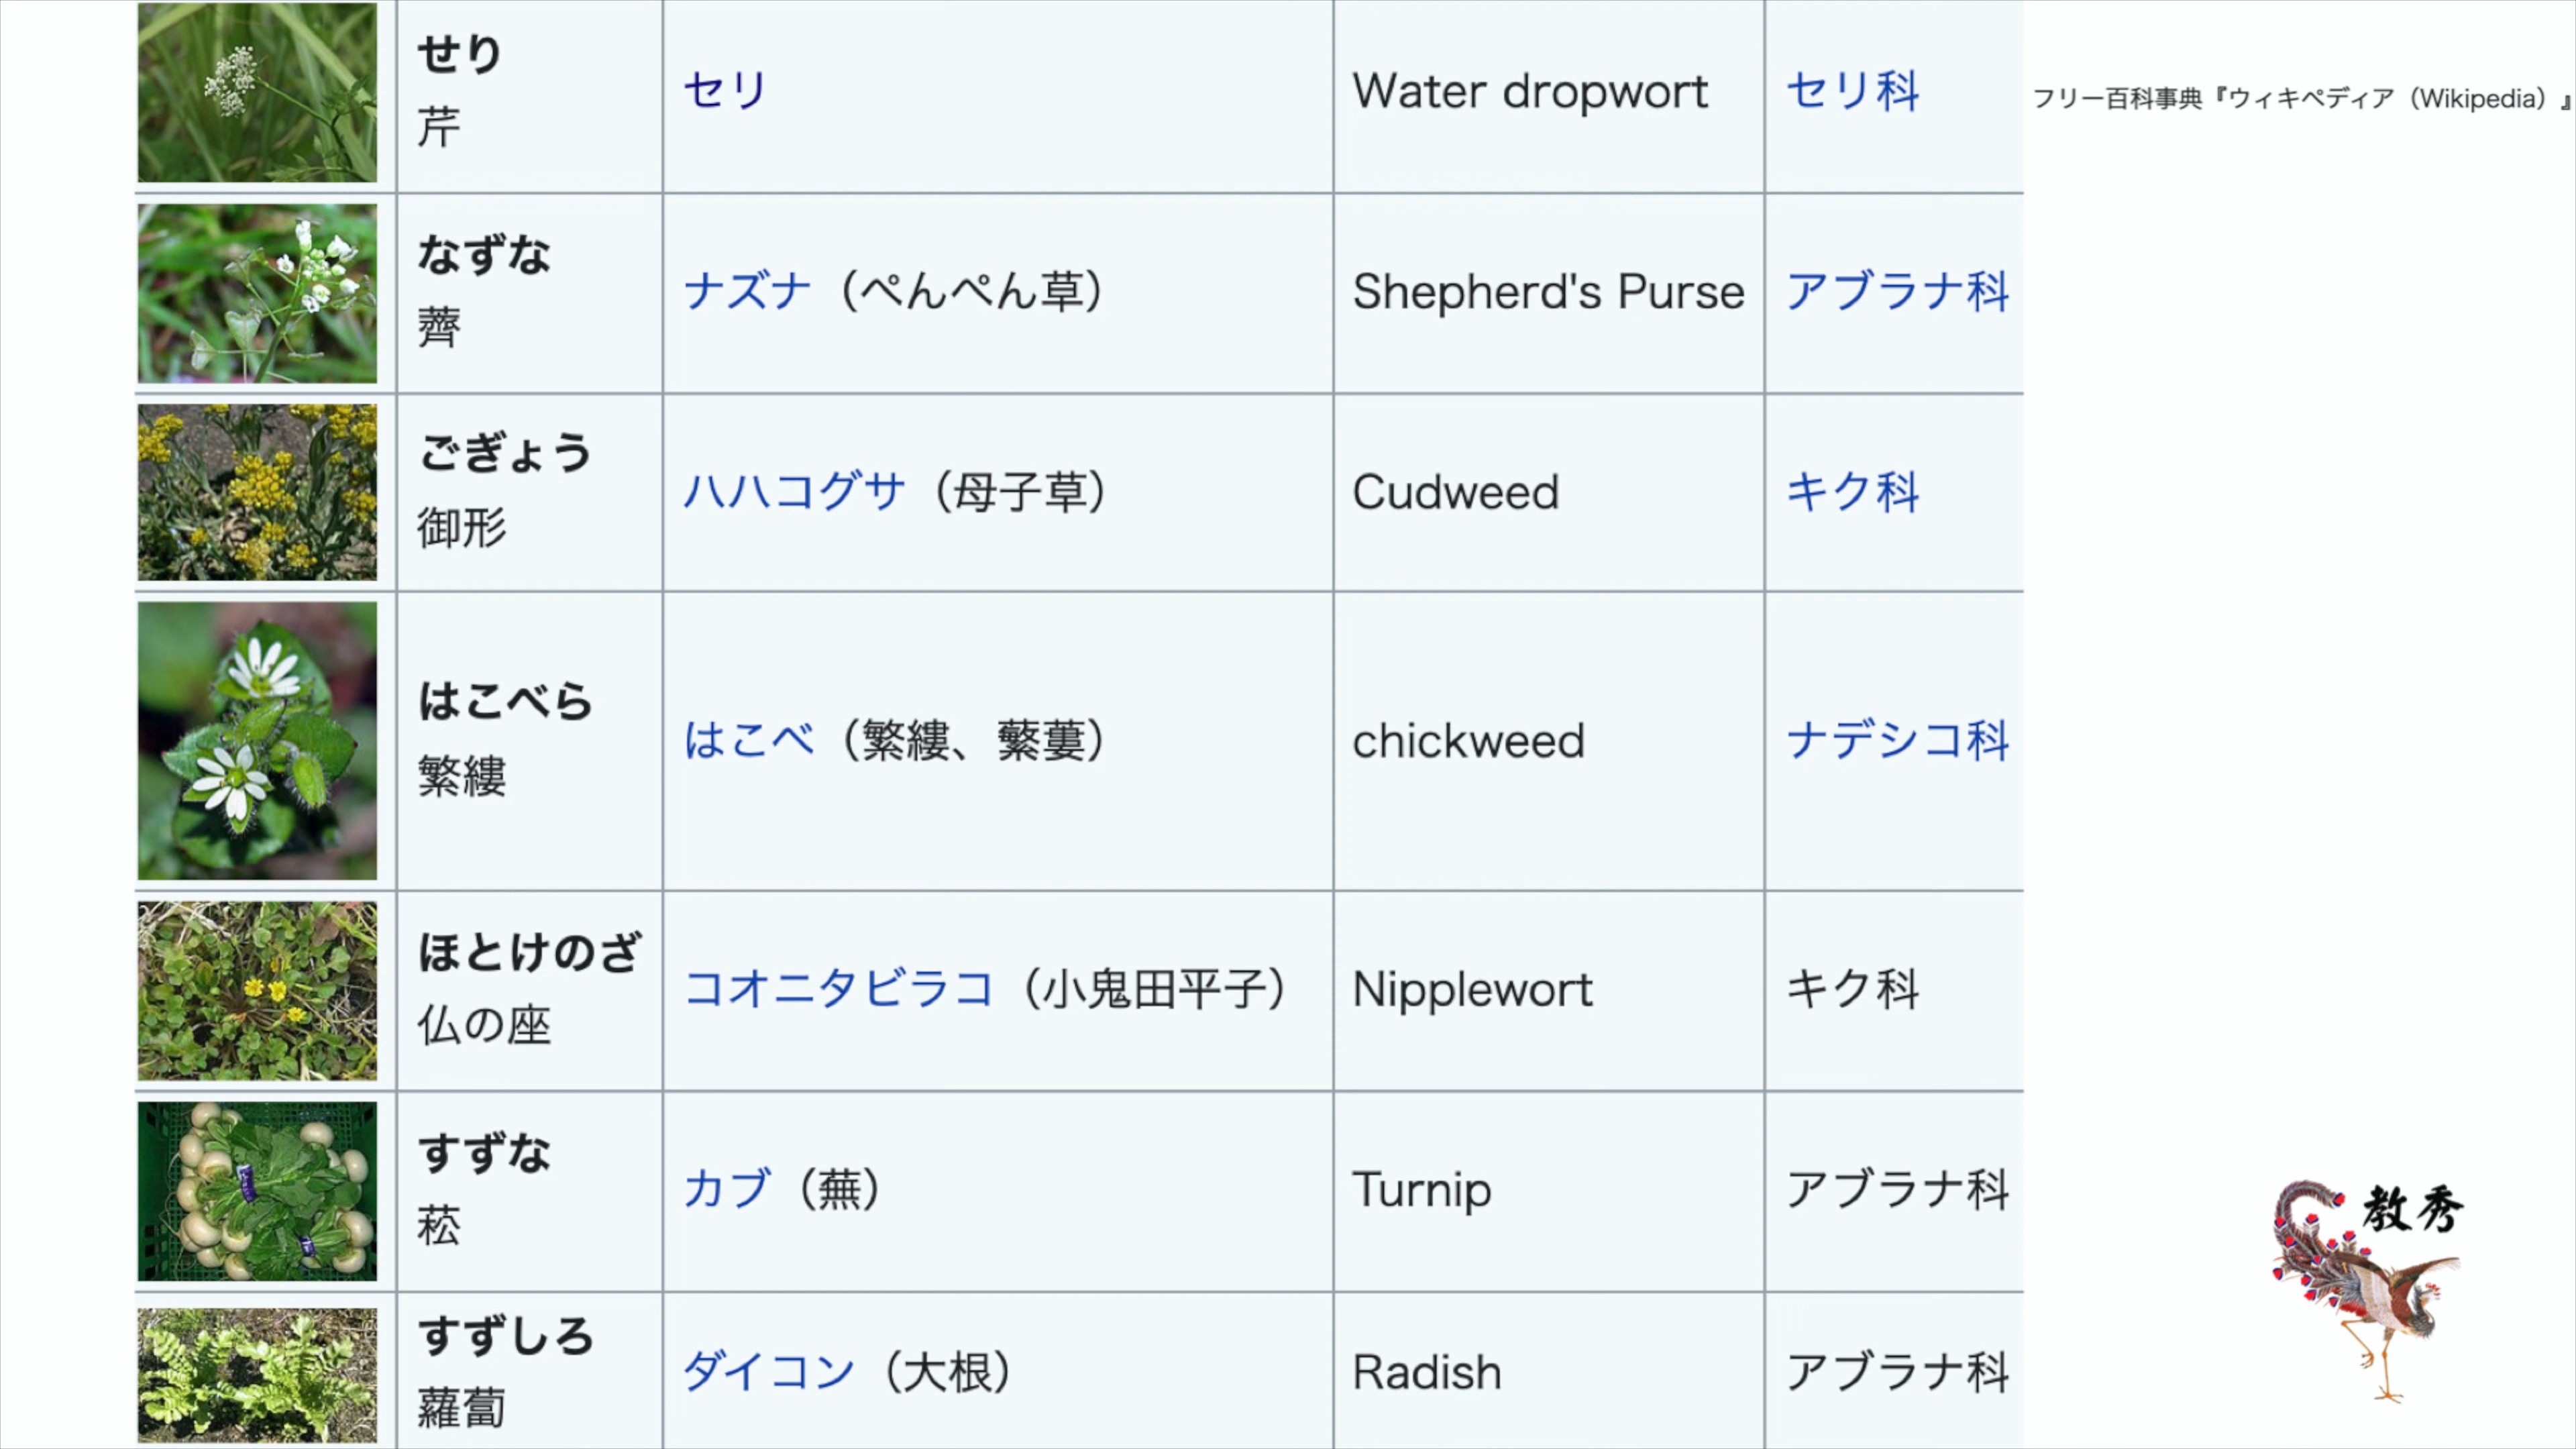 せり
芹
セリ
Water dropwort
セリ科
フリー百科事典『ウィキペディア（Wikipedia）』
なずな
薺
ナズナ（ぺんぺん草）
Shepherd's Purse
アブラナ科
ごぎょう
御形
ハハコグサ（母子草）
Cudweed
キク科
はこべら
繁縷
はこべ（繁縷、蘩蔞）
chickweed
ナデシコ科
ほとけのざ
仏の座
コオニタビラコ（小鬼田平子）
Nipplewort
キク科
すずな
菘
カブ（蕪）
Turnip
アブラナ科
すずしろ
蘿蔔
ダイコン（大根）
Radish
アブラナ科
教秀